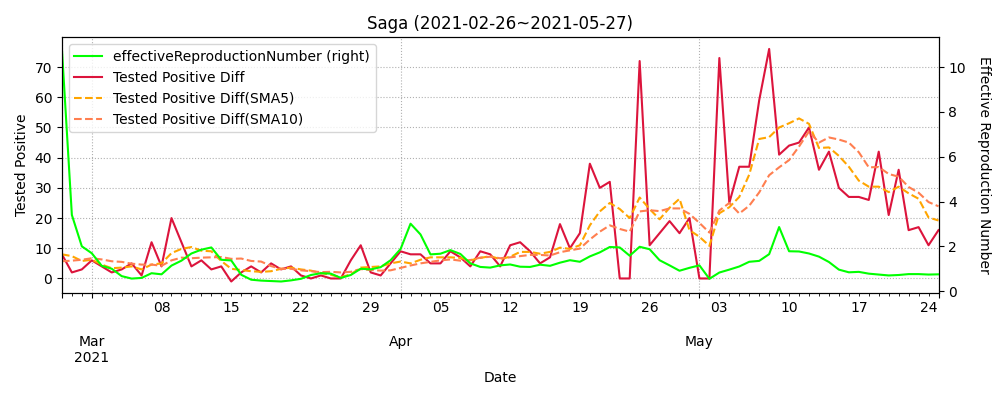 Saga (2021-02-26~2021-05-27)
effectiveReproductionNumber (right)
Tested Positive Diff
Tested Positive Diff(SMA5)
Tested Positive Diff(SMA10)
Tested Positive
70
60
50
40
30
20
10
0
Effective Reproduction Number
10
8
6
4
2
0
08 15 22 29 05 12 19 03 10 17 24
Mar Apr May
2021
Date